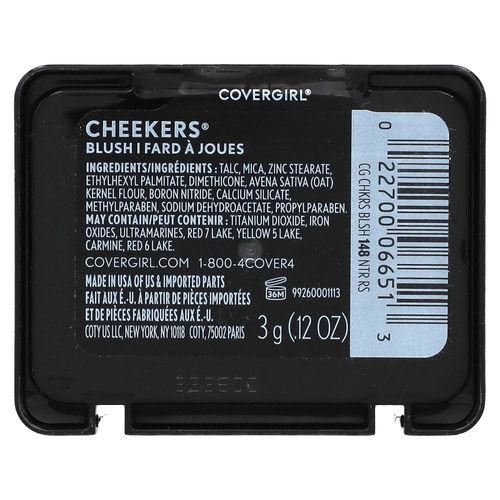 COVERGIRL®
CHEEKERS®
BLUSH | FARD À JOUES
INGREDIENTS/INGRÉDIENTS : TALC, MICA, ZINC STEARATE,
ETHYLHEXYL PALMITATE, DIMETHICONE, AVENA SATIVA (OAT)
KERNEL FLOUR, BORON NITRIDE, CALCIUM SILICATE,
METHYLPARABEN, SODIUM DEHYDROACETATE, PROPYLPARABEN.
MAY CONTAIN/PEUT CONTENIR : TITANIUM DIOXIDE, IRON
OXIDES, ULTRAMARINES, RED 7 LAKE, YELLOW 5 LAKE,
CARMINE, RED 6 LAKE.
COVERGIRL.COM 1-800-4COVER4
MADE IN USA OF US & IMPORTED PARTS
FAIT AUX É.-U. À PARTIR DE PIÈCES IMPORTÉES
ET DE PIÈCES FABRIQUÉES AUX É.-U.
COTY US LLC, NEW YORK, NY 10118 COTY, 75002 PARIS
36M
99260001113
3 g (.12 OZ)
0 22700 06651 3
CG CHKRS BLSH 148 NTR RS